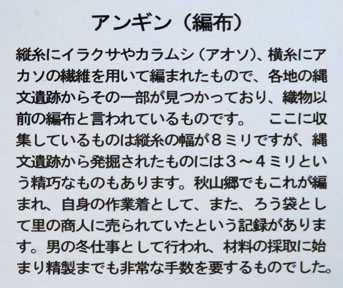 アンギン（編布）
縦糸にイラクサやカラムシ（アオソ）、横糸にア
カソの繊維を用いて編まれたもので、各地の縄
文遺跡からその一部が見つかっており、織物以
前の編布と言われているものです。　ここに収
集しているものは縦糸の幅が８ミリですが、縄
文遺跡から発掘されたものには３～４ミリとい
う精巧なものもあります。秋山郷でもこれが編
まれ、自身の作業着として、また、ろう袋とし
て里の商人に売られていたという記録がありま
す。男の冬仕事として行われ、材料の採取に始
まり精製までも非常な手数を要するものでした。